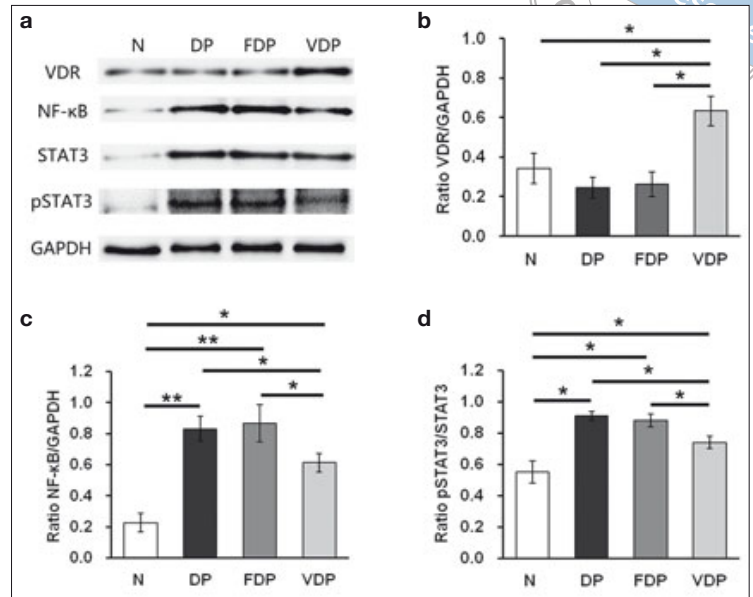 a
N DP FDP VDP
VDR
NF-κB
STAT3
pSTAT3
GAPDH
b
Ratio VDR/GAPDH
1.0
0.8
0.6
0.4
0.2
0.0
*
*
*
N DP FDP VDP
c
Ratio NF-κB/GAPDH
1.2
1.0
0.8
0.6
0.4
0.2
0.0
*
**
*
**
*
N DP FDP VDP
d
Ratio pSTAT3/STAT3
1.2
1.0
0.8
0.6
0.4
0.2
0.0
*
*
*
*
*
N DP FDP VDP